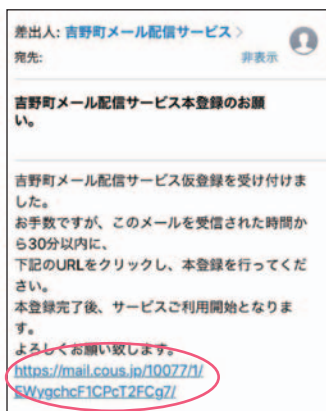 差出人: 吉野町メール配信サービス >
宛先: 非表示
吉野町メール配信サービス本登録のお願
い。
吉野町メール配信サービス仮登録を受け付けま
した。
お手数ですが、このメールを受信された時間か
ら30分以内に、
下記のURLをクリックし、本登録を行ってくだ
さい。
本登録完了後、サービスご利用開始となりま
す。
よろしくお願い致します。
https://mail.cous.jp/10077/1/
EWygchcF1CPcT2FCg7/